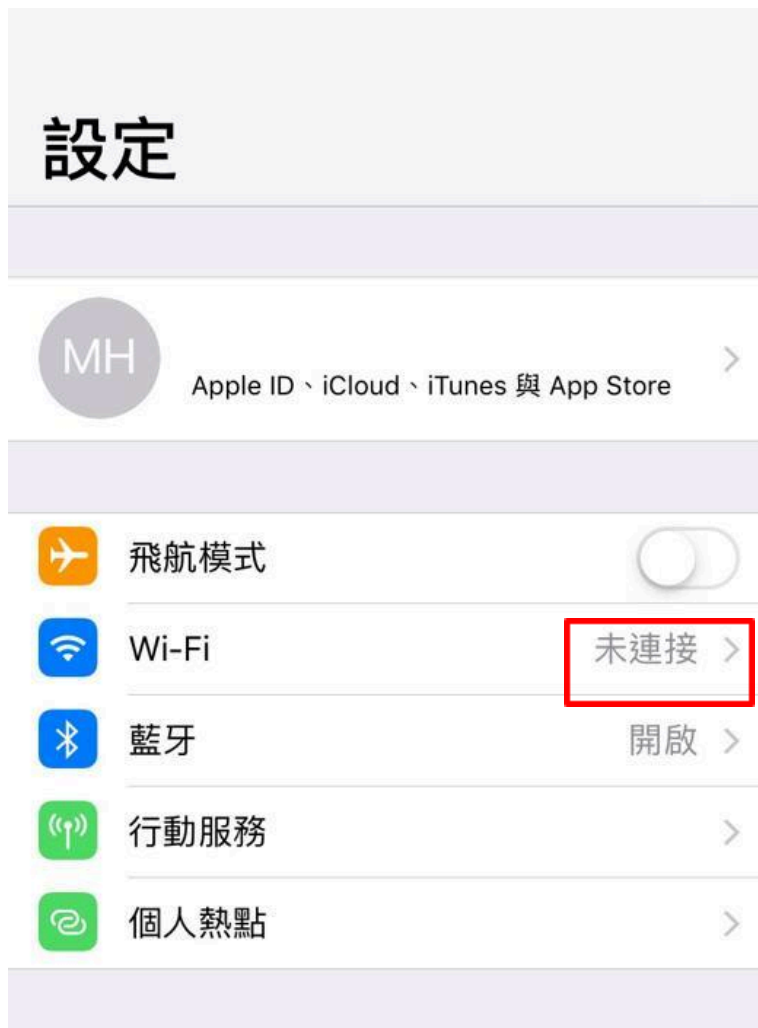 設定
MH
Apple ID、iCloud、iTunes 與 App Store
飛航模式
Wi-Fi 未連接
藍牙 開啟
行動服務
個人熱點